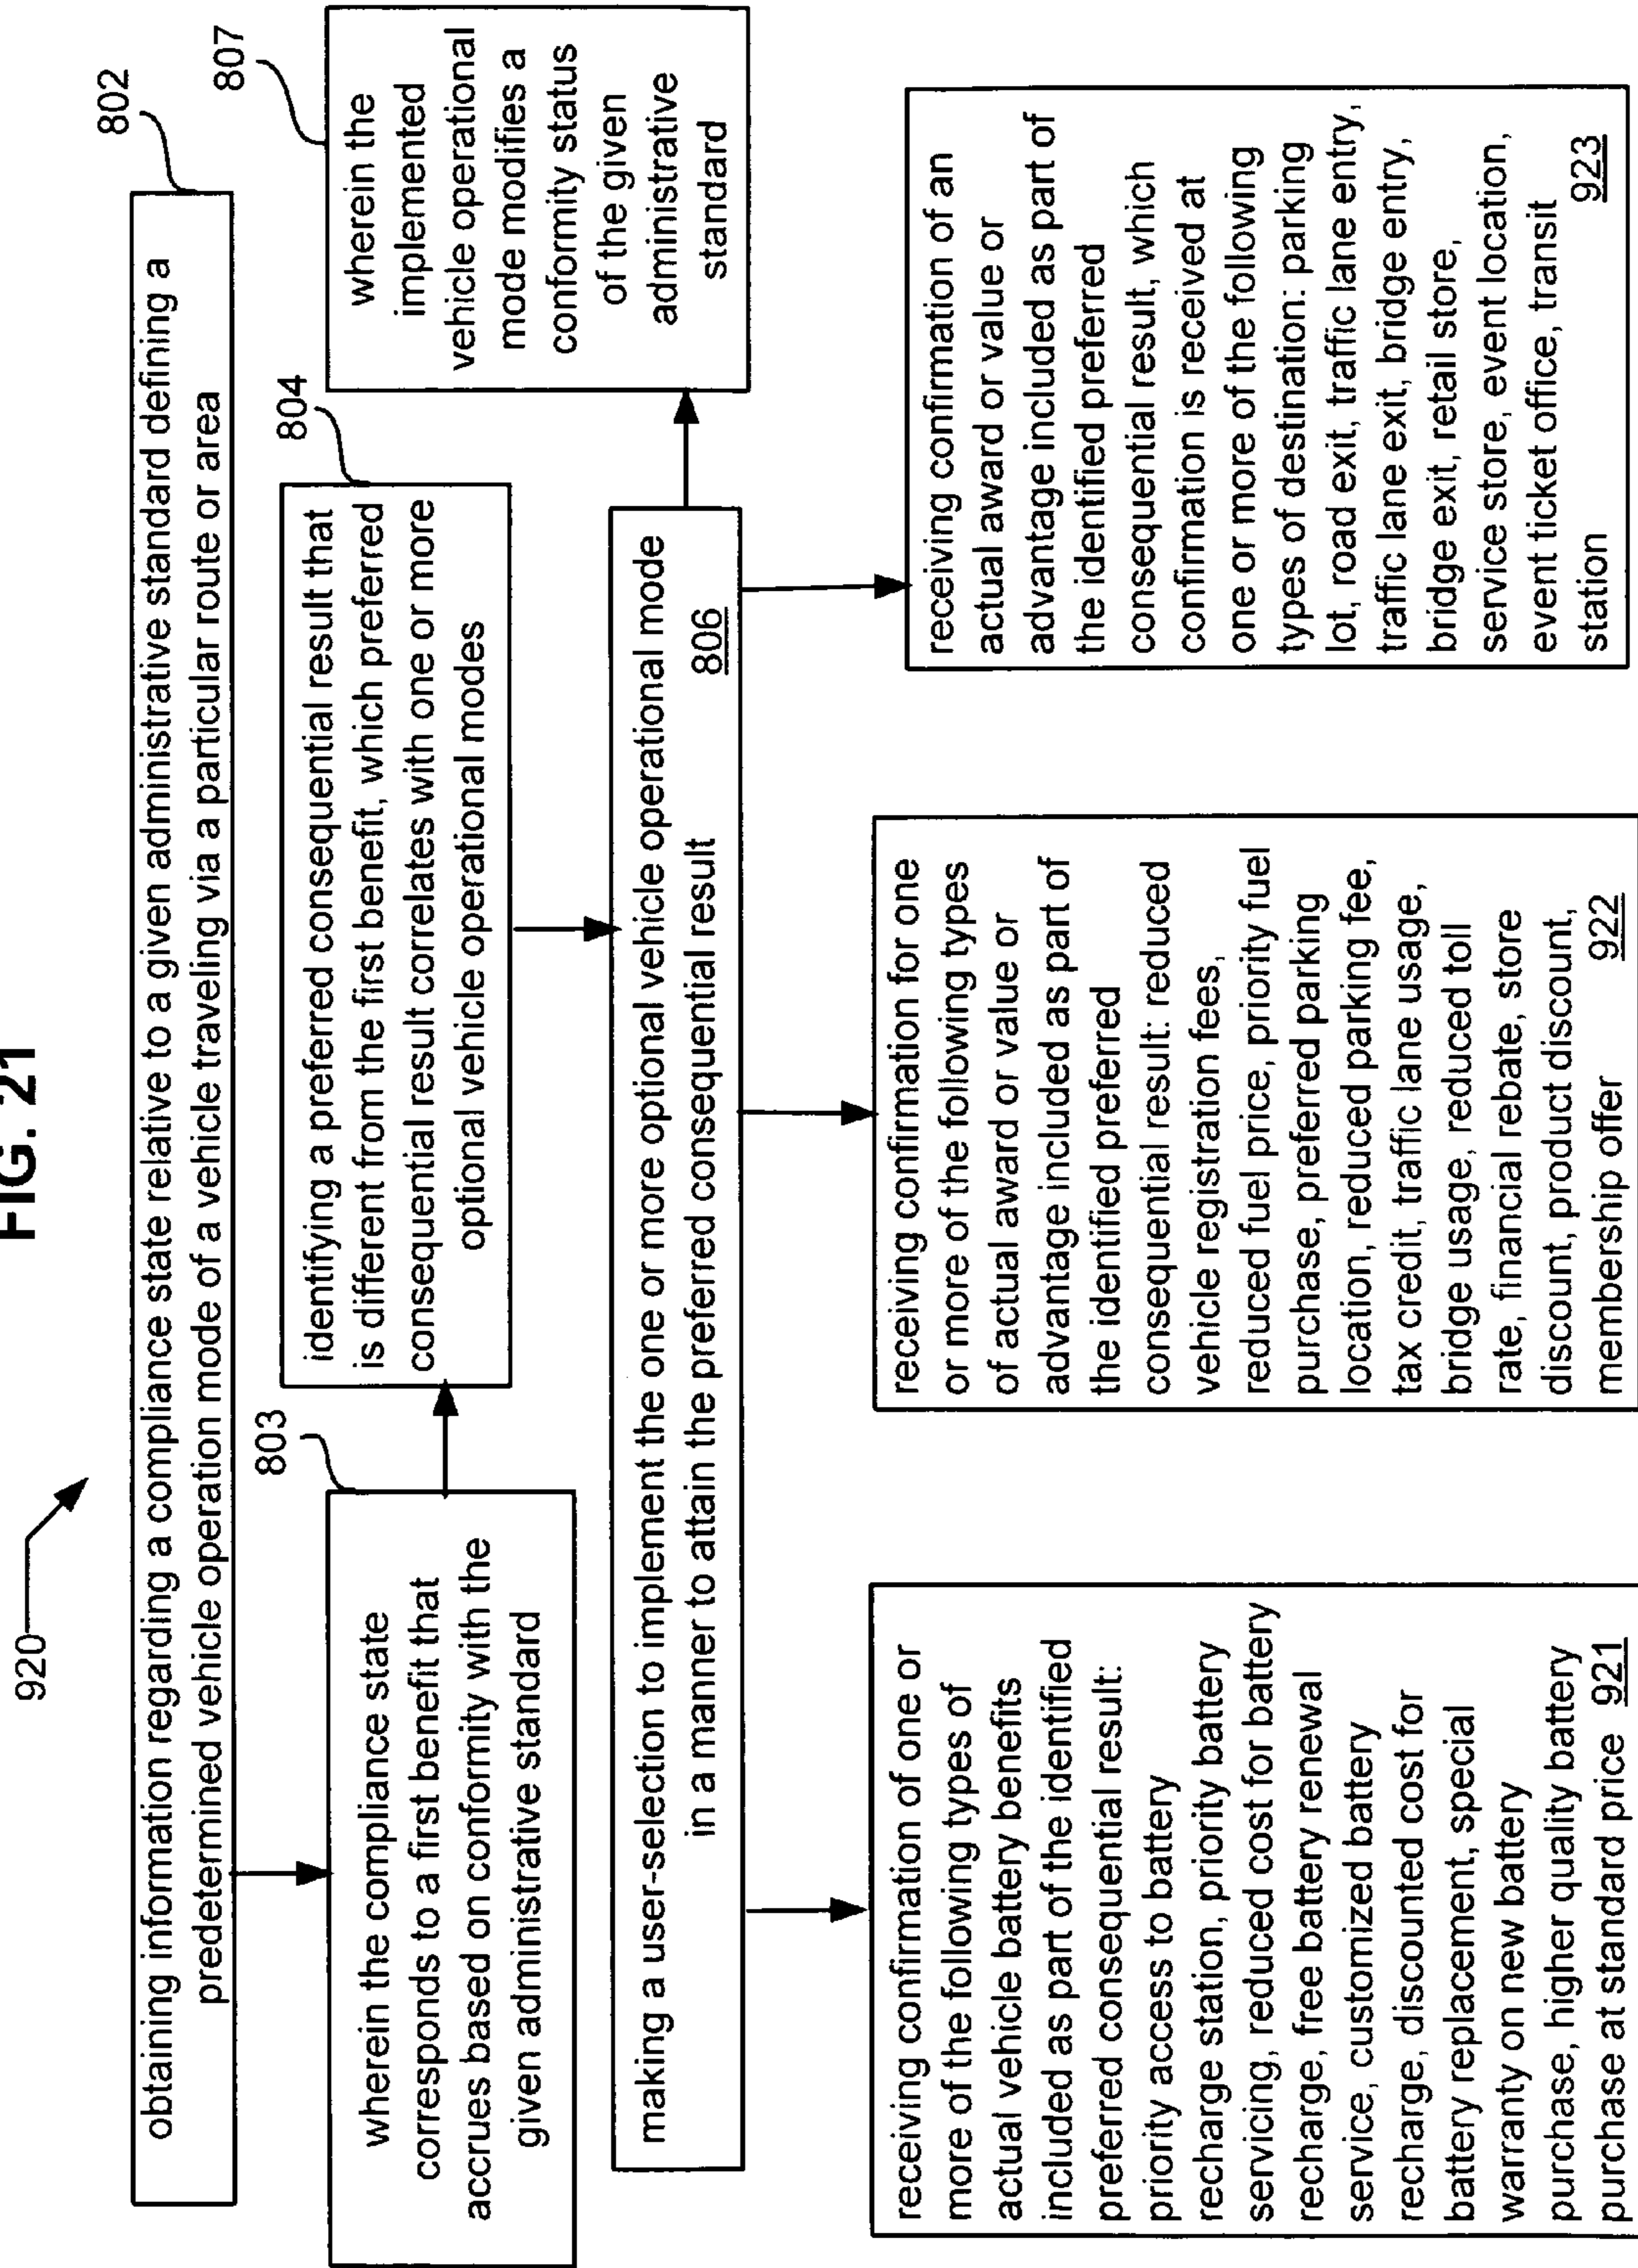 FIG. 21
920
obtaining information regarding a compliance state relative to a given administrative standard defining a
predetermined vehicle operation mode of a vehicle traveling via a particular route or area
802
wherein the compliance state
corresponds to a first benefit that
accrues based on conformity with the
given administrative standard
803
identifying a preferred consequential result that
is different from the first benefit, which preferred
consequential result correlates with one or more
optional vehicle operational modes
804
making a user-selection to implement the one or more optional vehicle operational mode
in a manner to attain the preferred consequential result 806
wherein the
implemented
vehicle operational
mode modifies a
conformity status
of the given
administrative
standard
807
receiving confirmation of one or
more of the following types of
actual vehicle battery benefits
included as part of the identified
preferred consequential result:
priority access to battery
recharge station, priority battery
servicing, reduced cost for battery
recharge, free battery renewal
service, customized battery
recharge, discounted cost for
battery replacement, special
warranty on new battery
purchase, higher quality battery
purchase at standard price 921
receiving confirmation for one
or more of the following types
of actual award or value or
advantage included as part of
the identified preferred
consequential result: reduced
vehicle registration fees,
reduced fuel price, priority fuel
purchase, preferred parking
location, reduced parking fee,
tax credit, traffic lane usage,
bridge usage, reduced toll
rate, financial rebate, store
discount, product discount,
membership offer 922
receiving confirmation of an
actual award or value or
advantage included as part of
the identified preferred
consequential result, which
confirmation is received at
one or more of the following
types of destination: parking
lot, road exit, traffic lane entry,
traffic lane exit, bridge entry,
bridge exit, retail store,
service store, event location,
event ticket office, transit
station 923